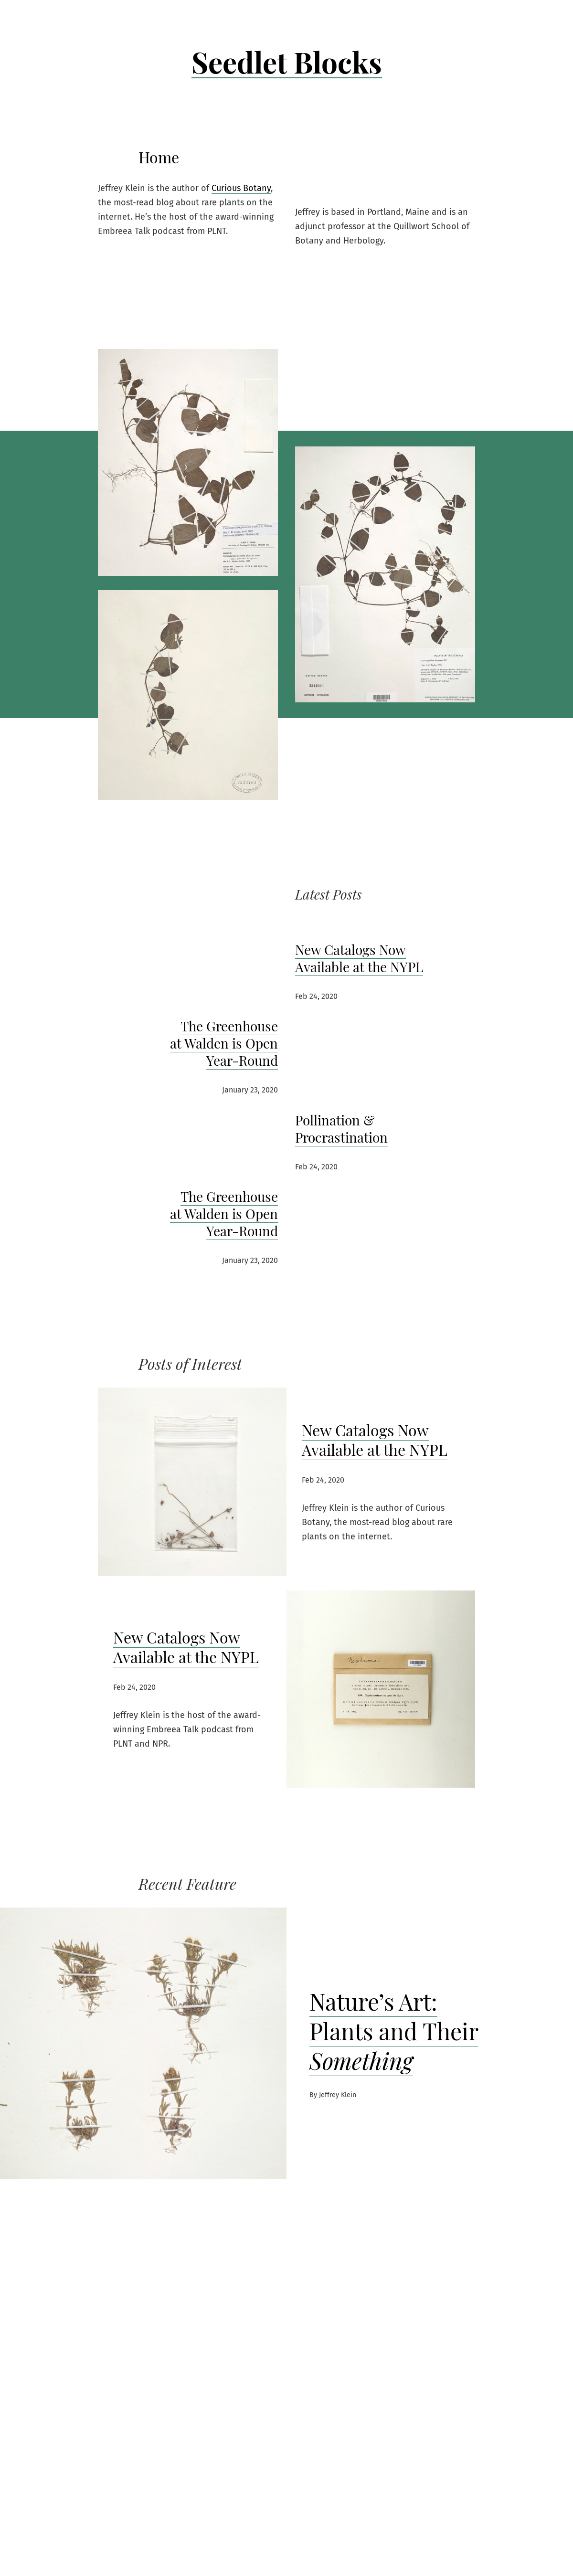 Seedlet Blocks
Home
Jeffrey Klein is the author of Curious Botany,
the most-read blog about rare plants on the
internet. He’s the host of the award-winning
Embreea Talk podcast from PLNT.
Jeffrey is based in Portland, Maine and is an
adjunct professor at the Quillwort School of
Botany and Herbology.
Latest Posts
New Catalogs Now
Available at the NYPL
Feb 24, 2020
The Greenhouse
at Walden is Open
Year-Round
January 23, 2020
Pollination &
Procrastination
Feb 24, 2020
The Greenhouse
at Walden is Open
Year-Round
January 23, 2020
Posts of Interest
New Catalogs Now
Available at the NYPL
Feb 24, 2020
Jeffrey Klein is the author of Curious
Botany, the most-read blog about rare
plants on the internet.
New Catalogs Now
Available at the NYPL
Feb 24, 2020
Jeffrey Klein is the host of the award-
winning Embreea Talk podcast from
PLNT and NPR.
Recent Feature
Nature’s Art:
Plants and Their
Something
By Jeffrey Klein